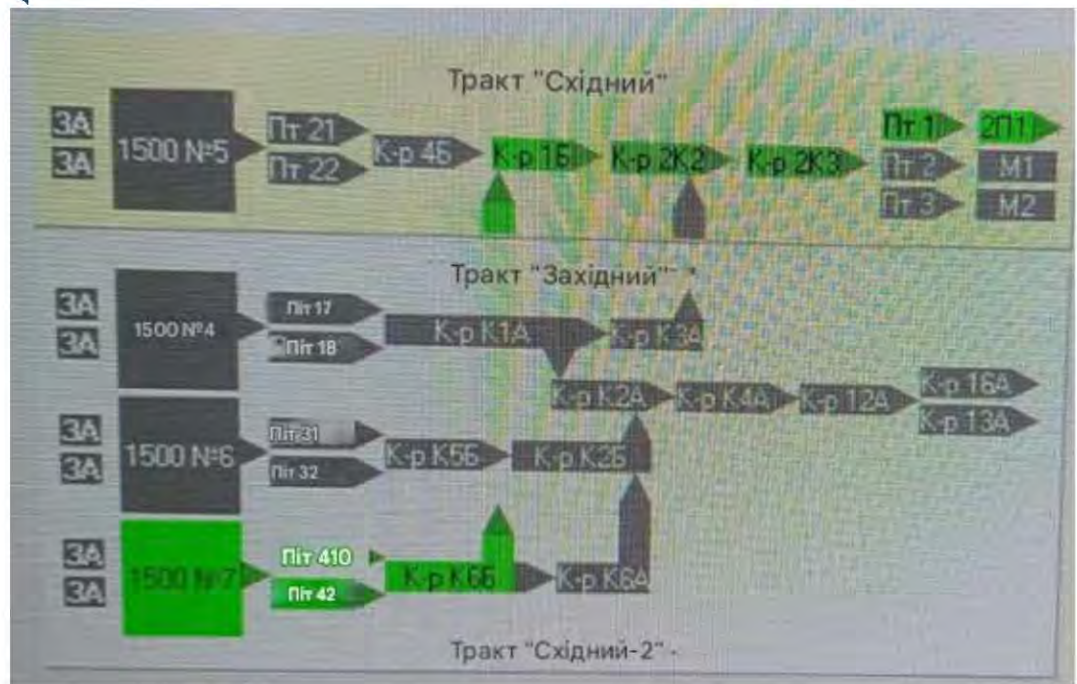 Тракт "Східний"
ЗА
ЗА
1500 №5
Пт 21
Пт 22
К-р 4Б
К-р 1Б
К-р 2К2
К-р 2К3
Пт 1
2П1
Пт 2
М1
Пт 3
М2
Тракт "Західний"
ЗА
ЗА
1500 №4
Піт 17
Піт 18
К-р К1А
К-р К3А
К-р К2А
К-р К4А
К-р 12А
К-р 16А
К-р 13А
ЗА
ЗА
1500 №6
Піт 31
Піт 32
К-р К5Б
К-р К2Б
ЗА
ЗА
1500 №7
Піт 410
Піт 42
К-р К6Б
К-р К6А
Тракт "Східний-2"